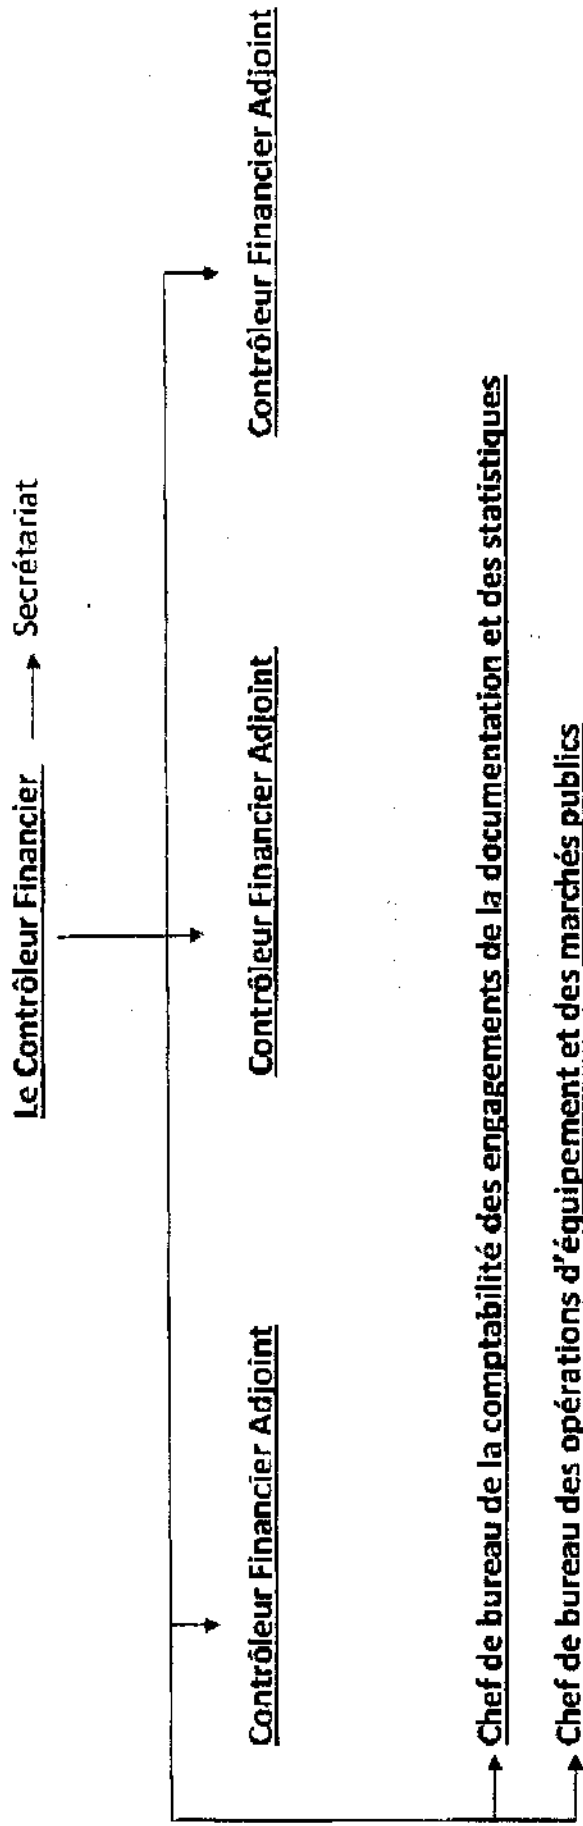 Le Contrôleur Financier Secrétariat
Contrôleur Financier Adjoint Contrôleur Financier Adjoint Contrôleur Financier Adjoint
Chef de bureau de la comptabilité des engagements de la documentation et des statistiques
Chef de bureau des opérations d'équipement et des marchés publics